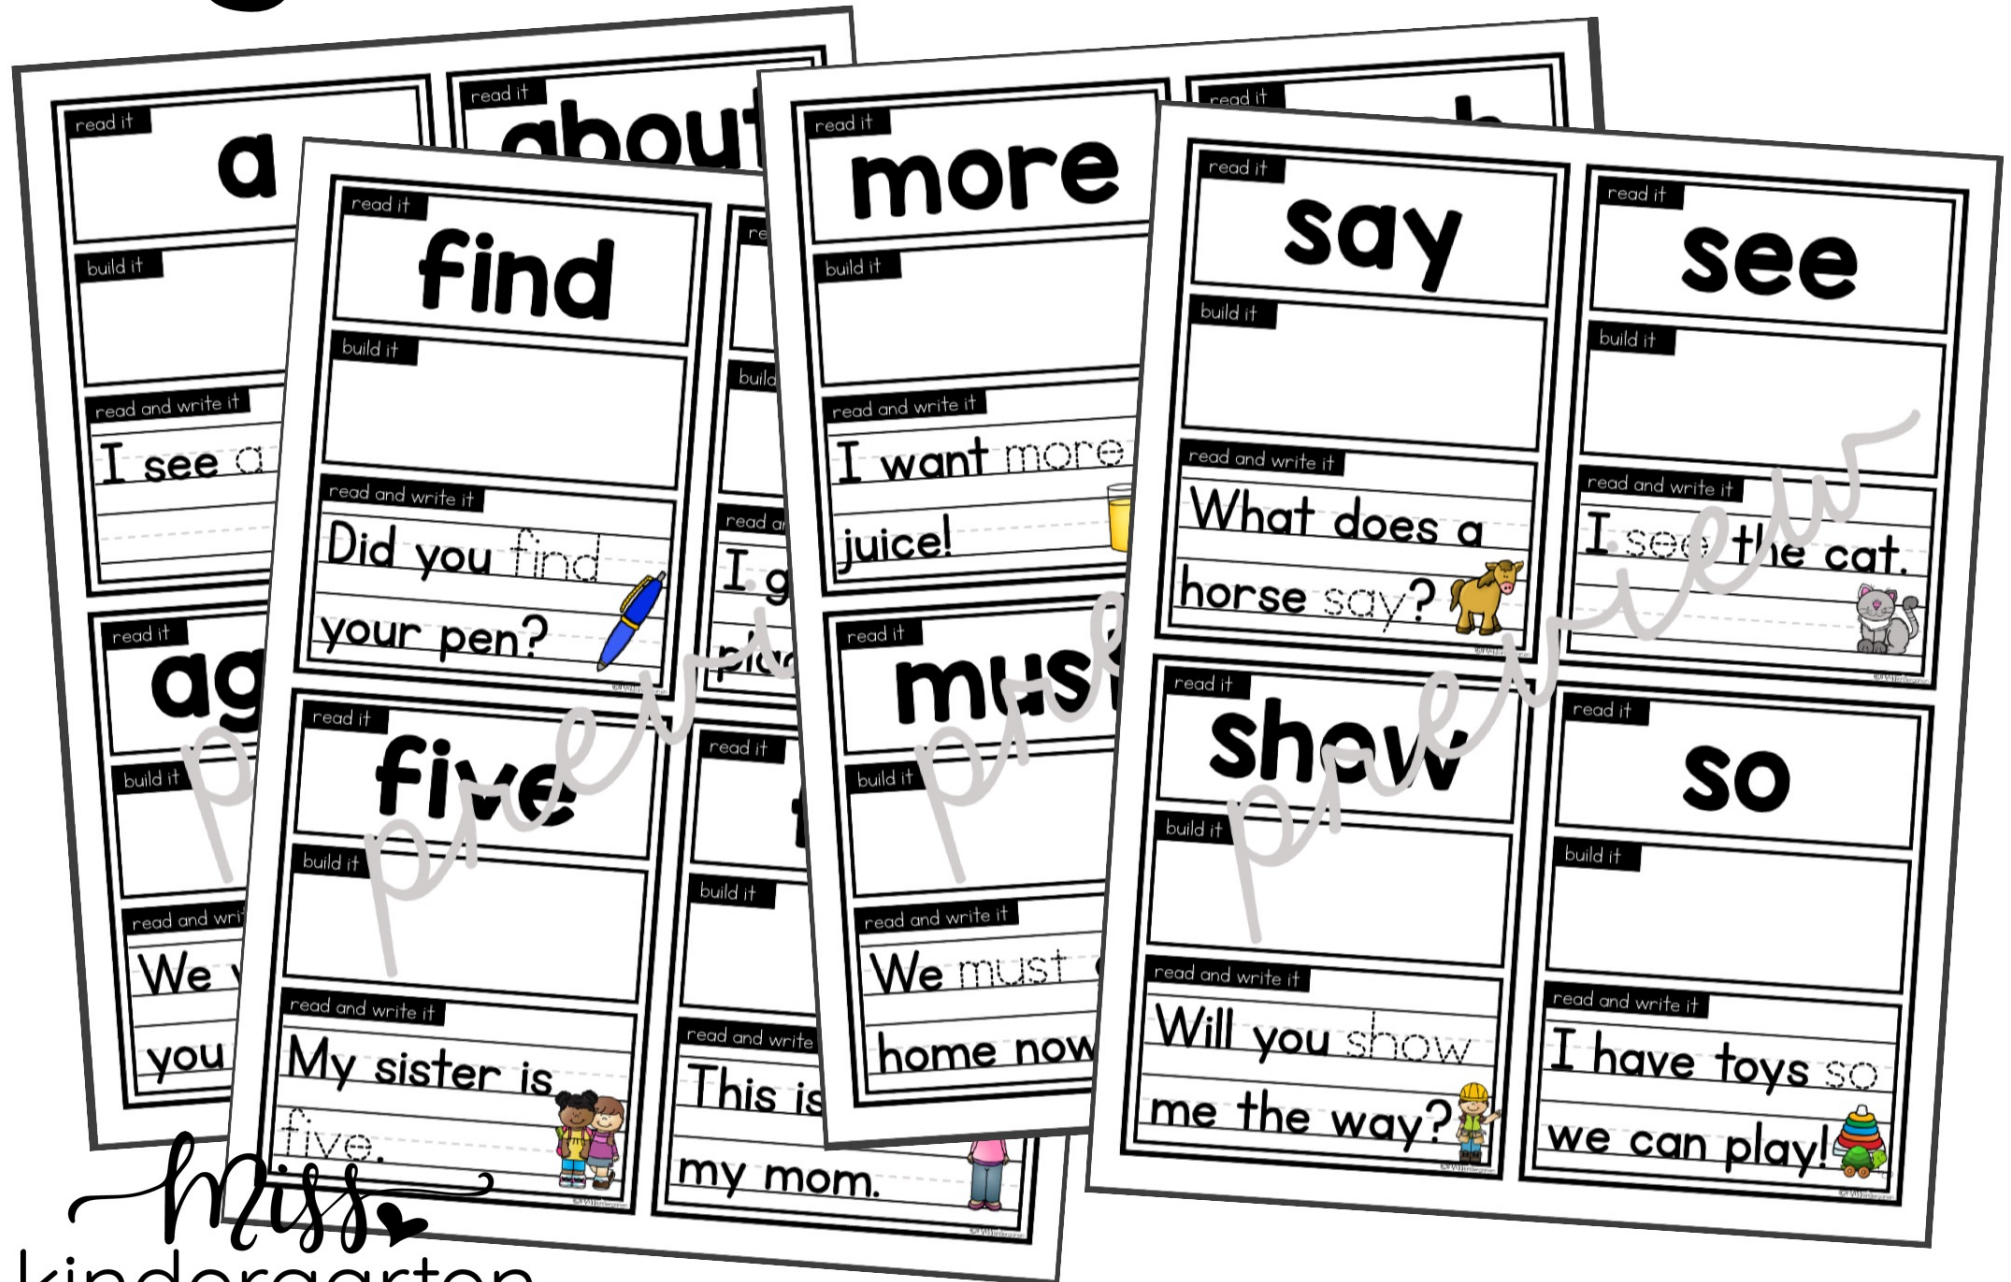 read it
a
build it
read and write it
I see a
read it
about
read it
build it
read and
We
you
read it
find
build it
read and write it
Did you find
your pen?
build
read
I
read it
five
build it
read and write it
My sister is
five.
read it
build it
read and write
This is
my mom.
read it
more
build it
read and write it
I want more
juice!
read it
read it
must
build it
read and write it
We must
home now
read it
say
build it
read and write it
What does a
horse say?
read it
see
build it
read and write it
I see the cat.
read it
show
build it
read and write it
Will you show
me the way?
read it
so
build it
read and write it
I have toys so
we can play!
preview
preview
preview
preview
miss
kindergarten